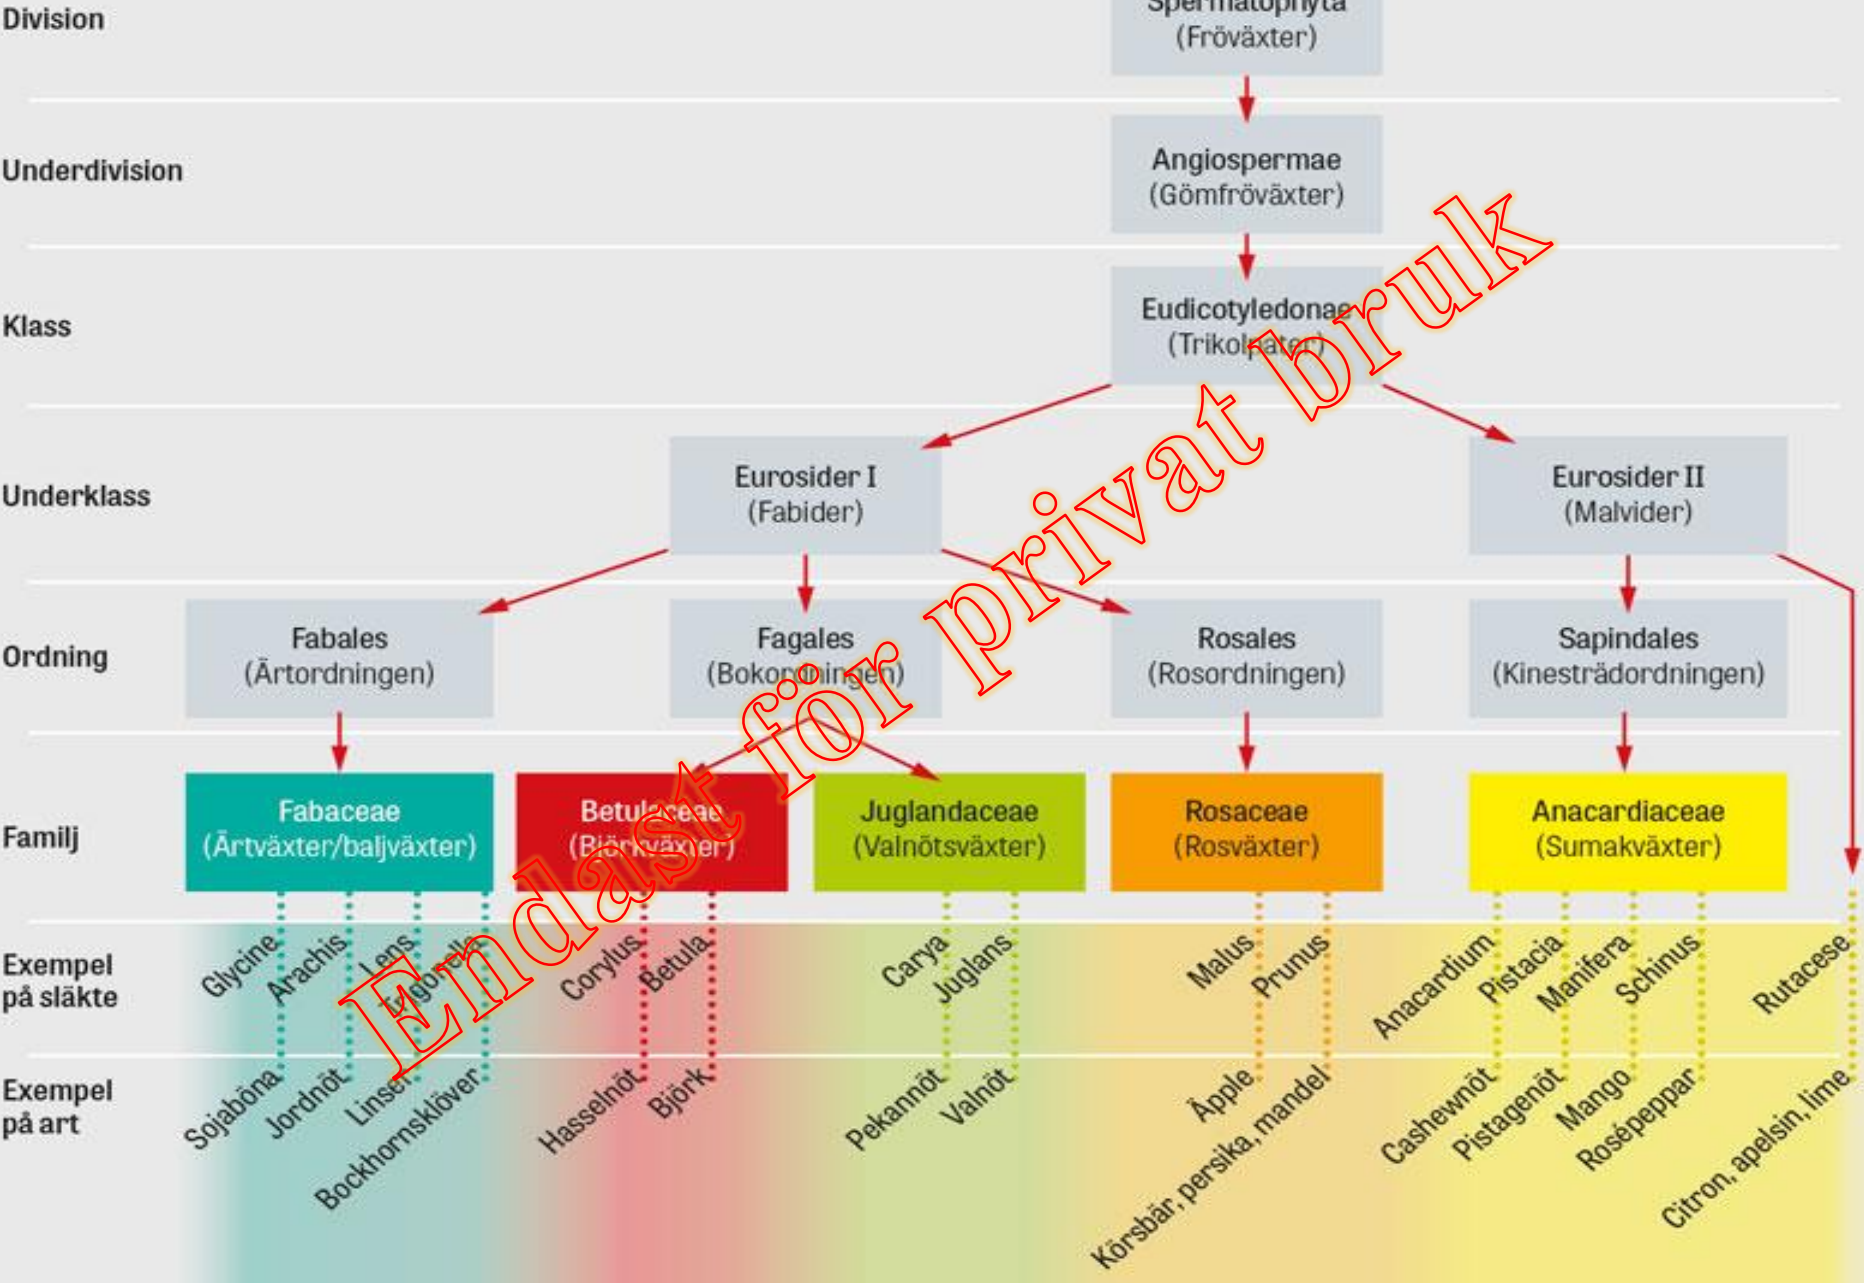 Division
Spermatophyta
(Fröväxter)
Underdivision
Angiospermae
(Gömfröväxter)
Klass
Eudicotyledonae
(Trikolpater)
Underklass
Eurosider I
(Fabider)
Eurosider II
(Malvider)
Ordning
Fabales
(Ärtordningen)
Fagales
(Bokordningen)
Rosales
(Rosordningen)
Sapindales
(Kinesträdordningen)
Familj
Fabaceae
(Ärtväxter/baljväxter)
Betulaceae
(Björkväxter)
Juglandaceae
(Valnötsväxter)
Rosaceae
(Rosväxter)
Anacardiaceae
(Sumakväxter)
Exempel
på släkte
Glycine
Arachis
Lens
Trigonella
Corylus
Betula
Carya
Juglans
Malus
Prunus
Anacardium
Pistacia
Manifera
Schinus
Rutacese
Exempel
på art
Sojaböna
Jordnöt
Linser
Bockhornsklöver
Hasselnöt
Björk
Pekannöt
Valnöt
Äpple
Körsbär, persika, mandel
Cashewnöt
Pistagenöt
Mango
Rosépeppar
Citron, apelsin, lime
Endast för privat bruk